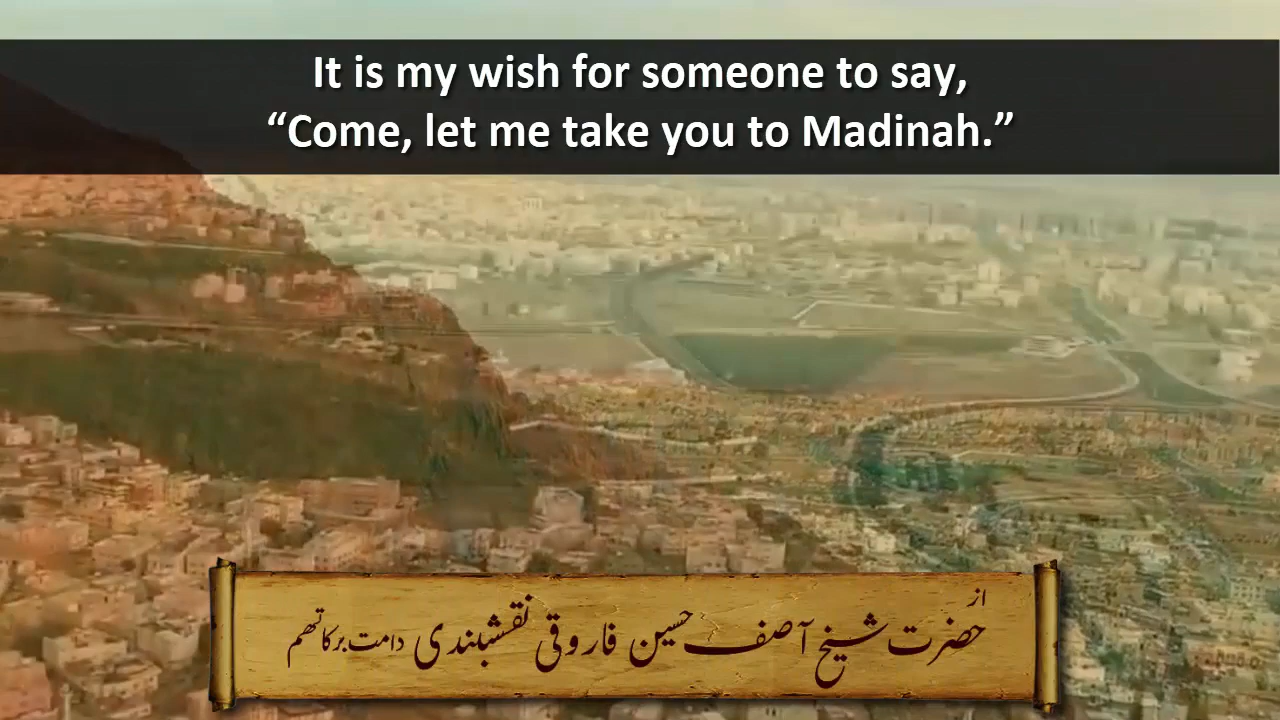 It is my wish for someone to say,
“Come, let me take you to Madinah.”
از
حضرت شیخ آصف حسین فاروقی نقشبندی دامت برکاتھم